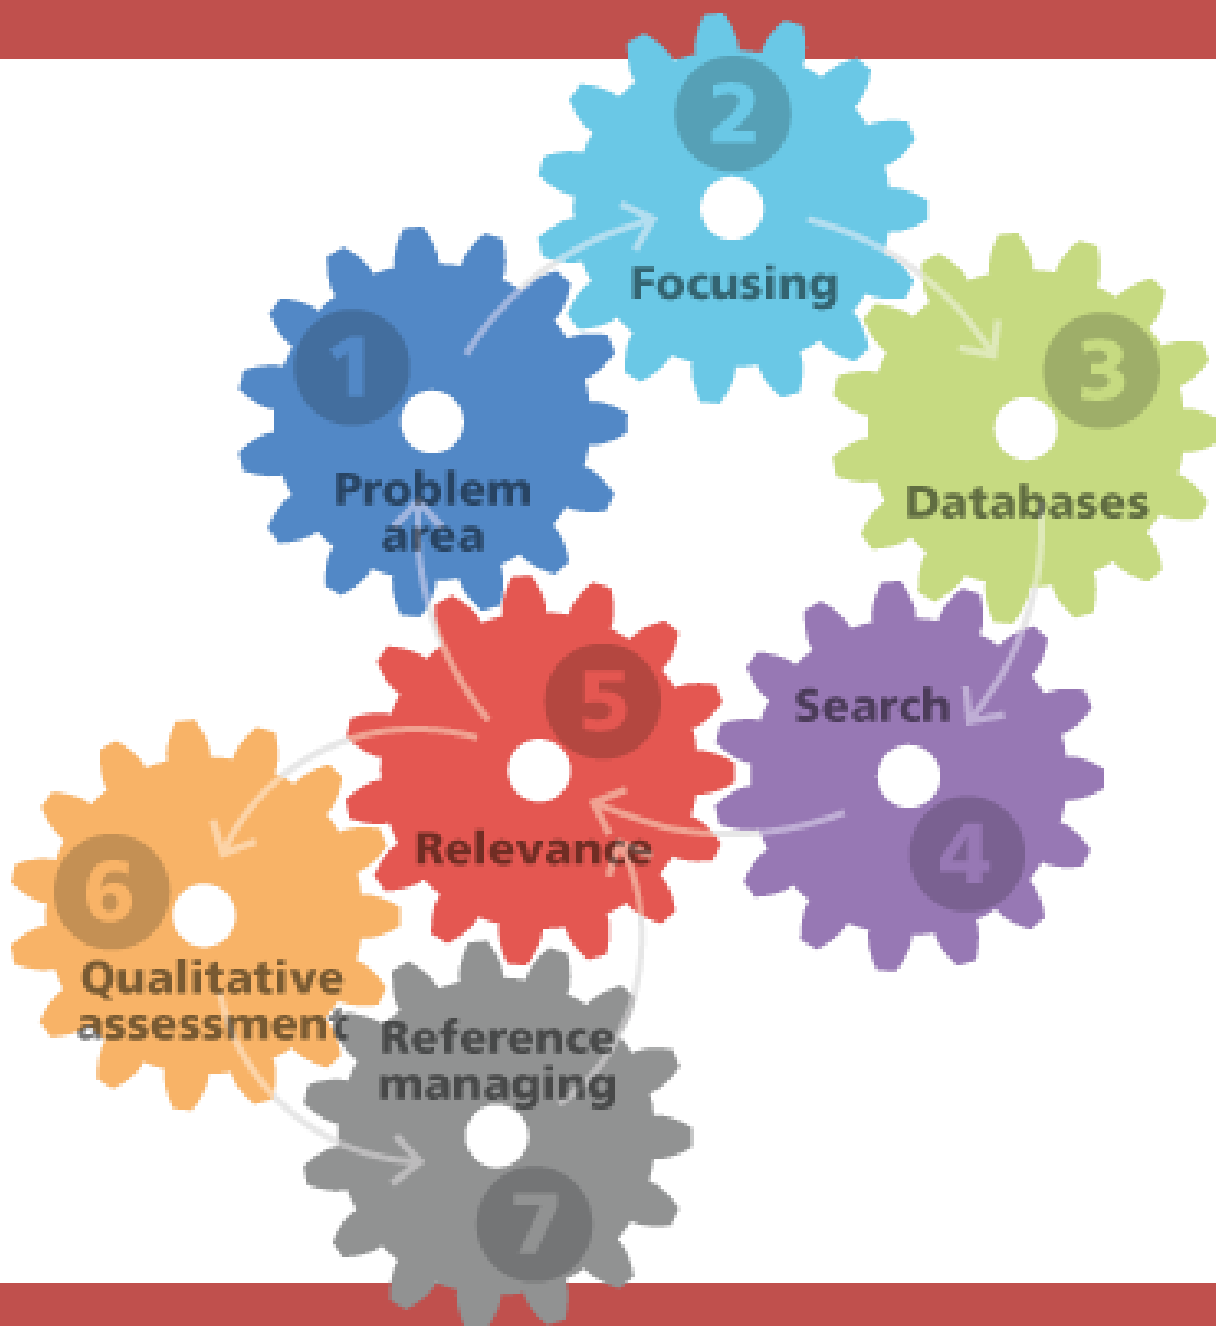 1
Problem
area
2
Focusing
3
Databases
Search
4
5
Relevance
6
Qualitative
assessment
Reference
managing
7